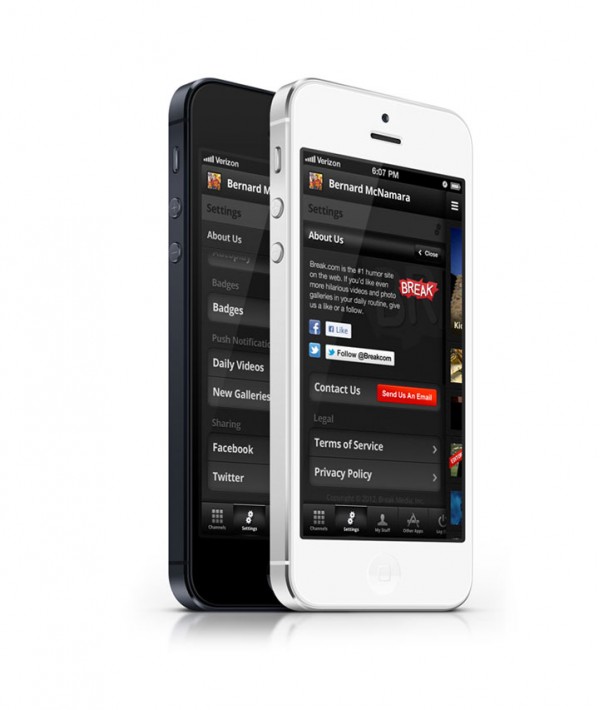 Verizon
Bernard M
Settings
About Us
Badges
Badges
Push Notificatio
Daily Videos
New Galleries
Sharing
Facebook
Twitter
Channels
Settings
Verizon
6:07 PM
Bernard McNamara
Settings
About Us
Close
Break.com is the #1 humor site
on the web. If you'd like even
more hilarious videos and photo
galleries in your daily routine, give
us a like or a follow.
BREAK
Like
Follow @Breakcom
Contact Us
Send Us An Email
Legal
Terms of Service
Privacy Policy
Copyright © 2012, Break Media, Inc.
Channels
Settings
My Stuff
Other Apps
Log
Kic